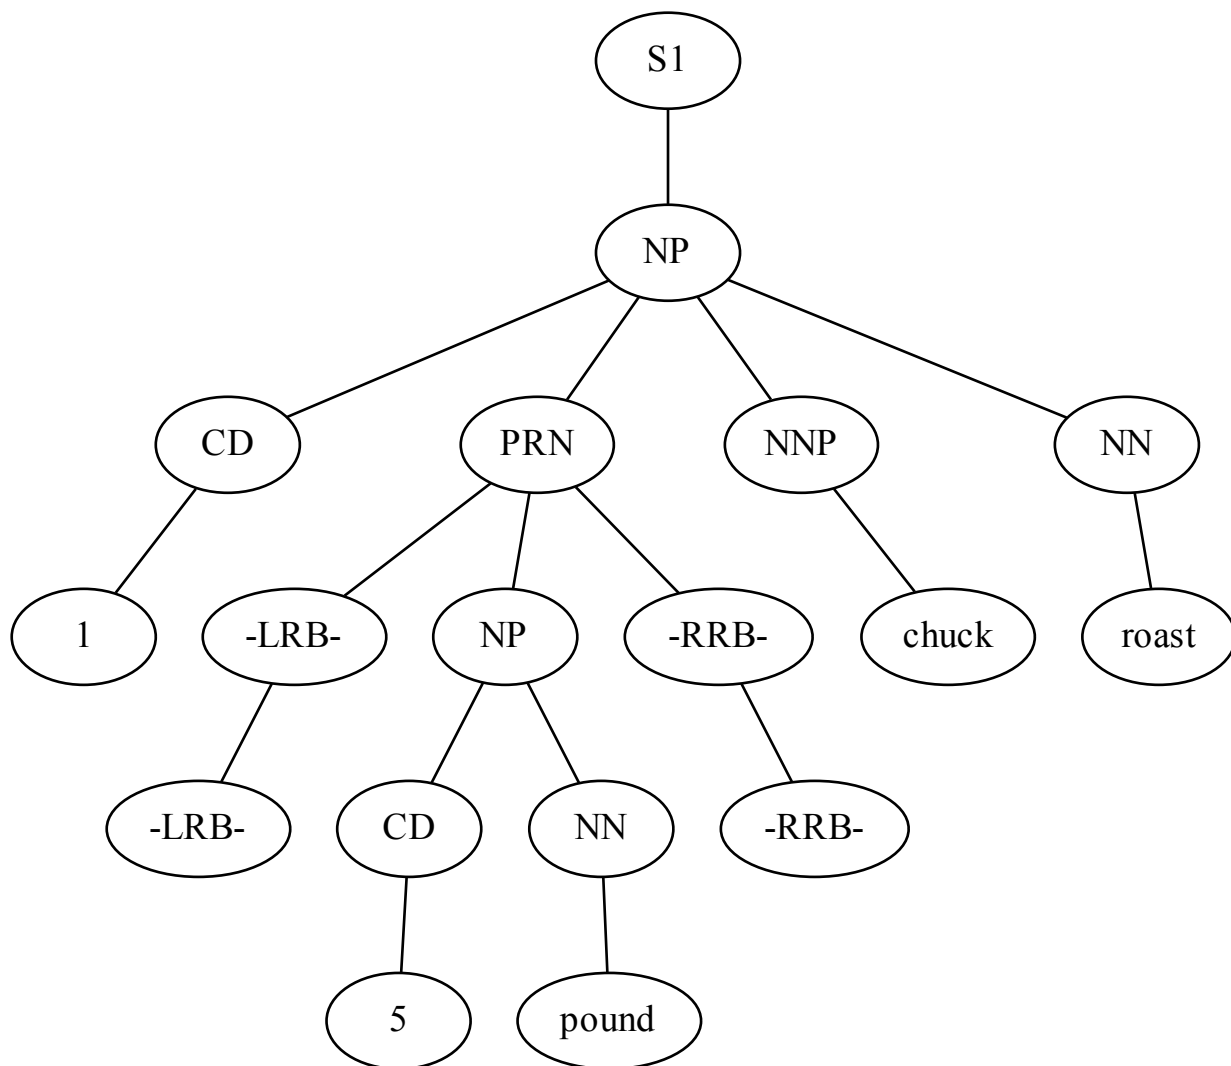 S1
NP
CD PRN NNP NN
1 -LRB- NP -RRB- chuck roast
-LRB- CD NN -RRB-
5 pound